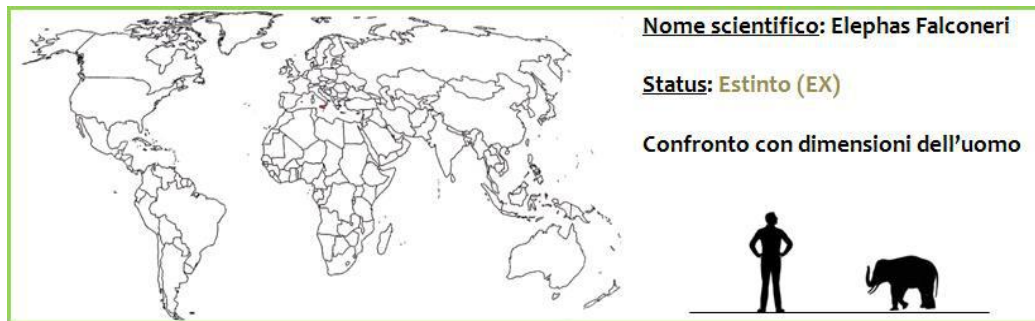 Nome scientifico: Elephas Falconeri
Status: Estinto (EX)
Confronto con dimensioni dell’uomo